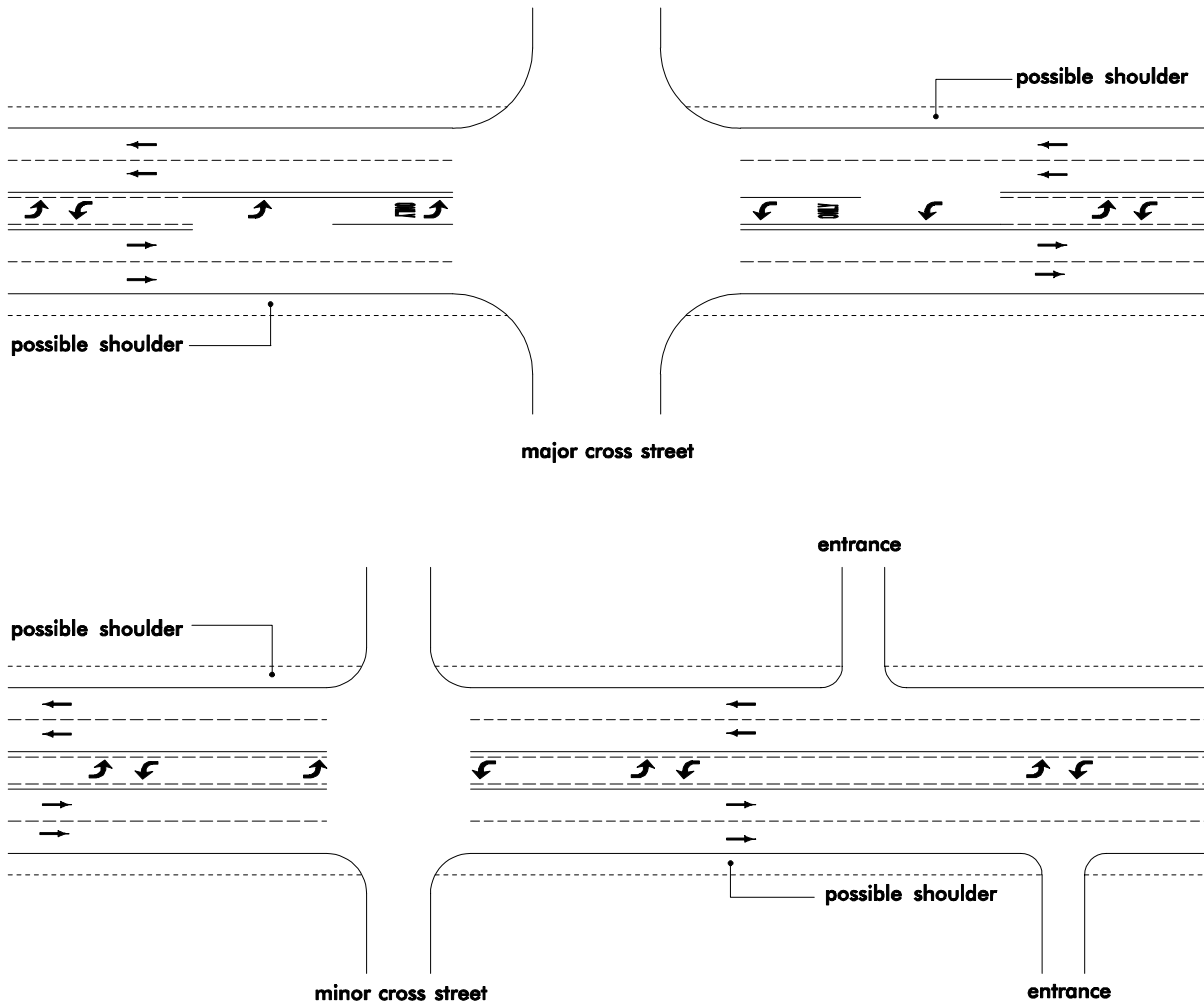 possible shoulder
possible shoulder
major cross street
entrance
possible shoulder
possible shoulder
minor cross street
entrance